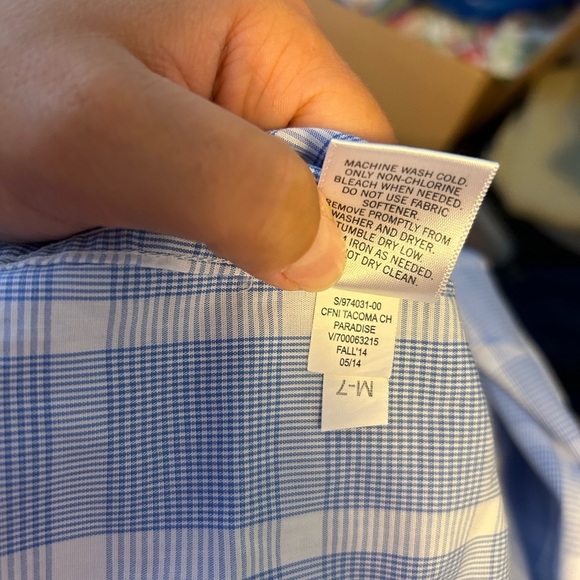 MACHINE WASH COLD.
ONLY NON-CHLORINE
BLEACH WHEN NEEDED.
DO NOT USE FABRIC
SOFTENER.
REMOVE PROMPTLY FROM
WASHER AND DRYER.
TUMBLE DRY LOW.
IRON AS NEEDED.
NOT DRY CLEAN.
S/974031-00
CFNI TACOMA CH
PARADISE
V/700063215
FALL'14
05/14
M-7